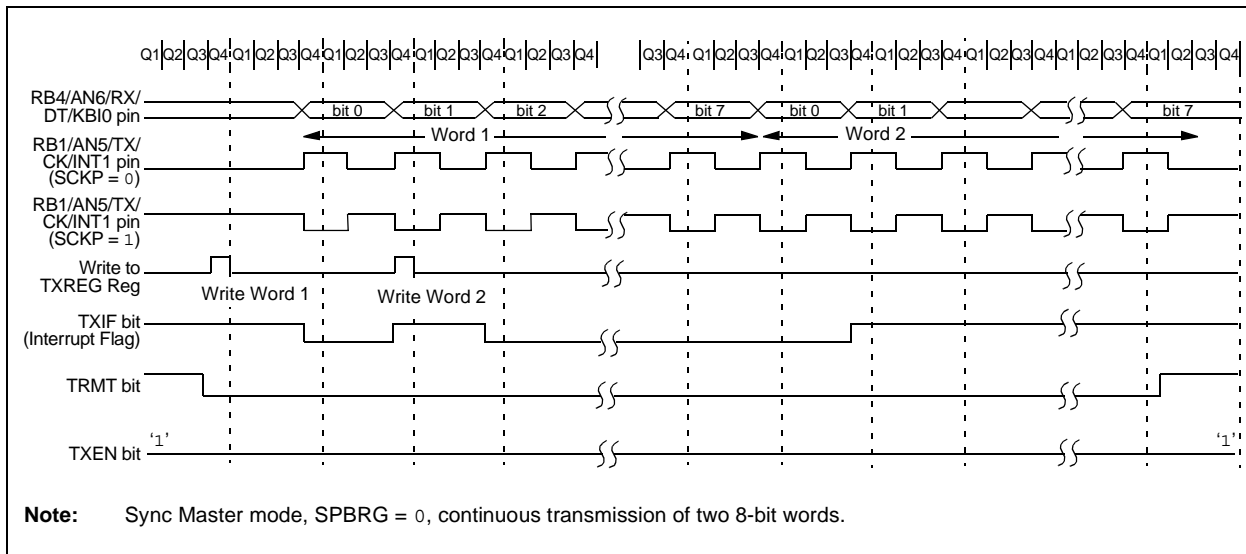 Q1 Q2 Q3 Q4 Q1 Q2 Q3 Q4 Q1 Q2 Q3 Q4 Q1 Q2 Q3 Q4 Q1 Q2 Q3 Q4 Q3 Q4 Q1 Q2 Q3 Q4 Q1 Q2 Q3 Q4 Q1 Q2 Q3 Q4 Q1 Q2 Q3 Q4 Q1 Q2 Q3 Q4 Q1 Q2 Q3 Q4
RB4/AN6/RX/
DT/KBI0 pin
bit 0 bit 1 bit 2 bit 7 bit 0 bit 1 bit 7
Word 1 Word 2
RB1/AN5/TX/
CK/INT1 pin
(SCKP = 0)
RB1/AN5/TX/
CK/INT1 pin
(SCKP = 1)
Write to
TXREG Reg
Write Word 1 Write Word 2
TXIF bit
(Interrupt Flag)
TRMT bit
TXEN bit
‘1’ ‘1’
Note: Sync Master mode, SPBRG = 0, continuous transmission of two 8-bit words.